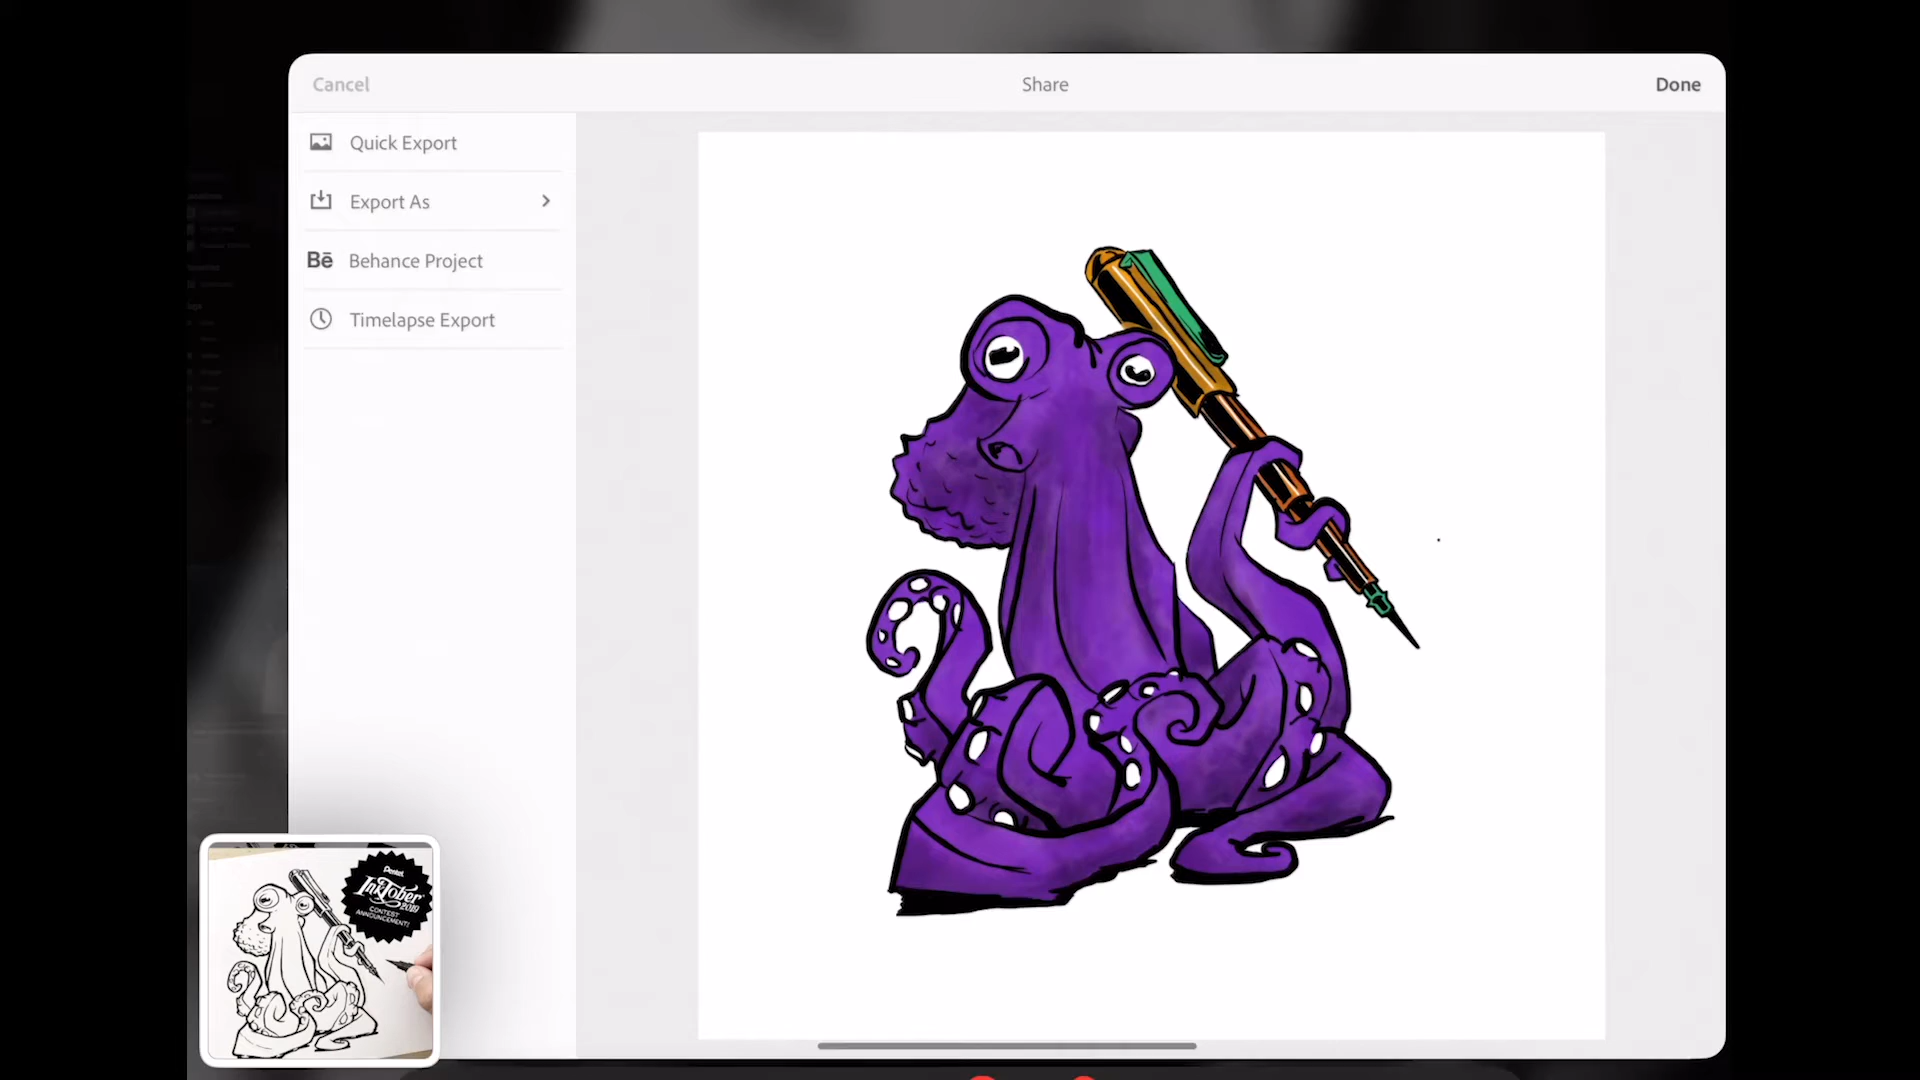 Cancel
Share
Done
Quick Export
Export As
Bē Behance Project
Timelapse Export
Pentel
InkTober
2019
CONTEST
ANNOUNCEMENT!